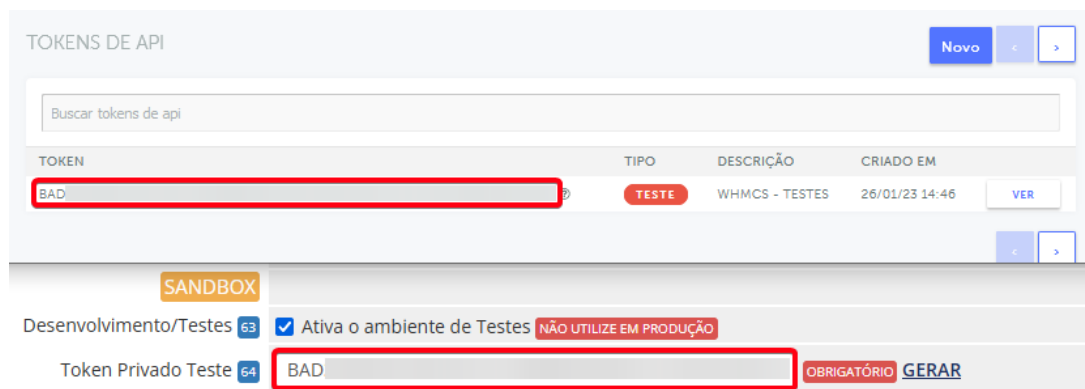 TOKENS DE API
Novo ‹ ›
Buscar tokens de api
TOKEN TIPO DESCRIÇÃO CRIADO EM
BAD TESTE WHMCS - TESTES 26/01/23 14:46 VER
‹ ›
SANDBOX
Desenvolvimento/Testes 63 Ativa o ambiente de Testes NÃO UTILIZE EM PRODUÇÃO
Token Privado Teste 64 BAD OBRIGATÓRIO GERAR